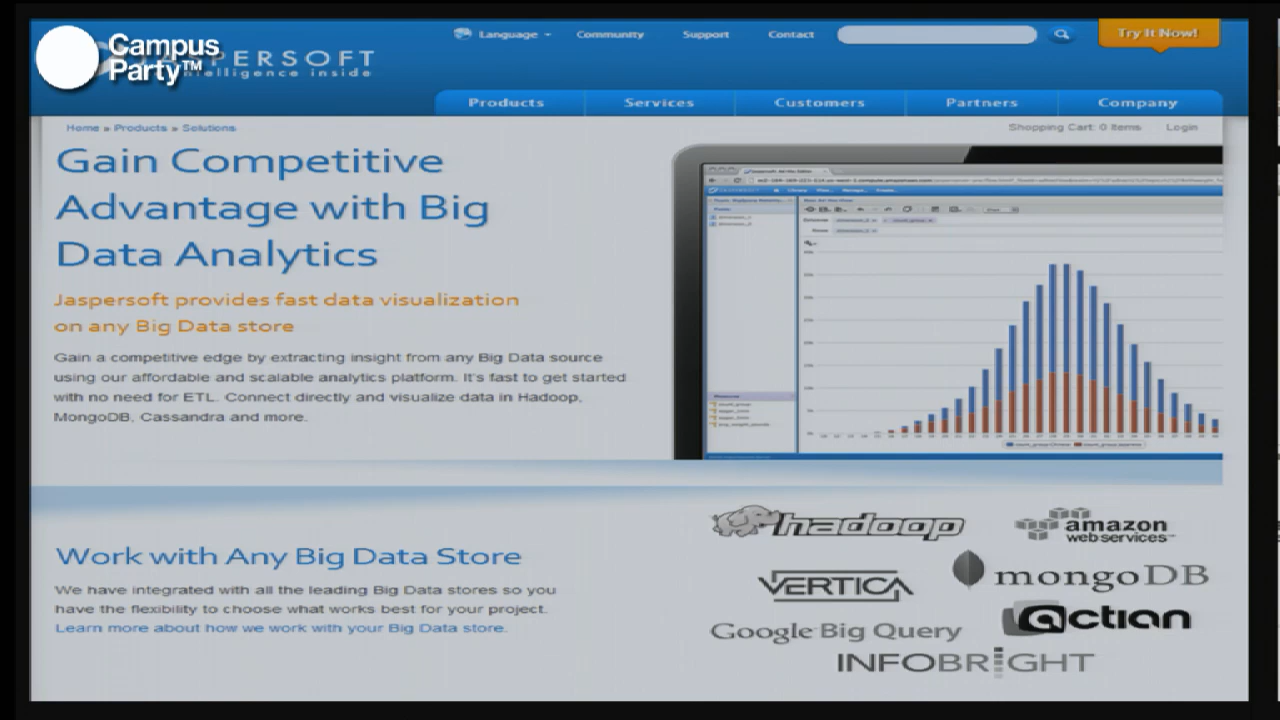 Campus
Party™
SPERSOFT
ntelligence inside
Language
Community
Support
Contact
Try It Now!
Products
Services
Customers
Partners
Company
Home » Products » Solutions
Shopping Cart: 0 Items
Login
Gain Competitive
Advantage with Big
Data Analytics
Jaspersoft provides fast data visualization
on any Big Data store
Gain a competitive edge by extracting insight from any Big Data source
using our affordable and scalable analytics platform. It's fast to get started
with no need for ETL. Connect directly and visualize data in Hadoop,
MongoDB, Cassandra and more.
Work with Any Big Data Store
We have integrated with all the leading Big Data stores so you
have the flexibility to choose what works best for your project.
Learn more about how we work with your Big Data store.
hadoop
amazon
webservices™
VERTICA
mongoDB
Google Big Query
actian
INFOBRIGHT